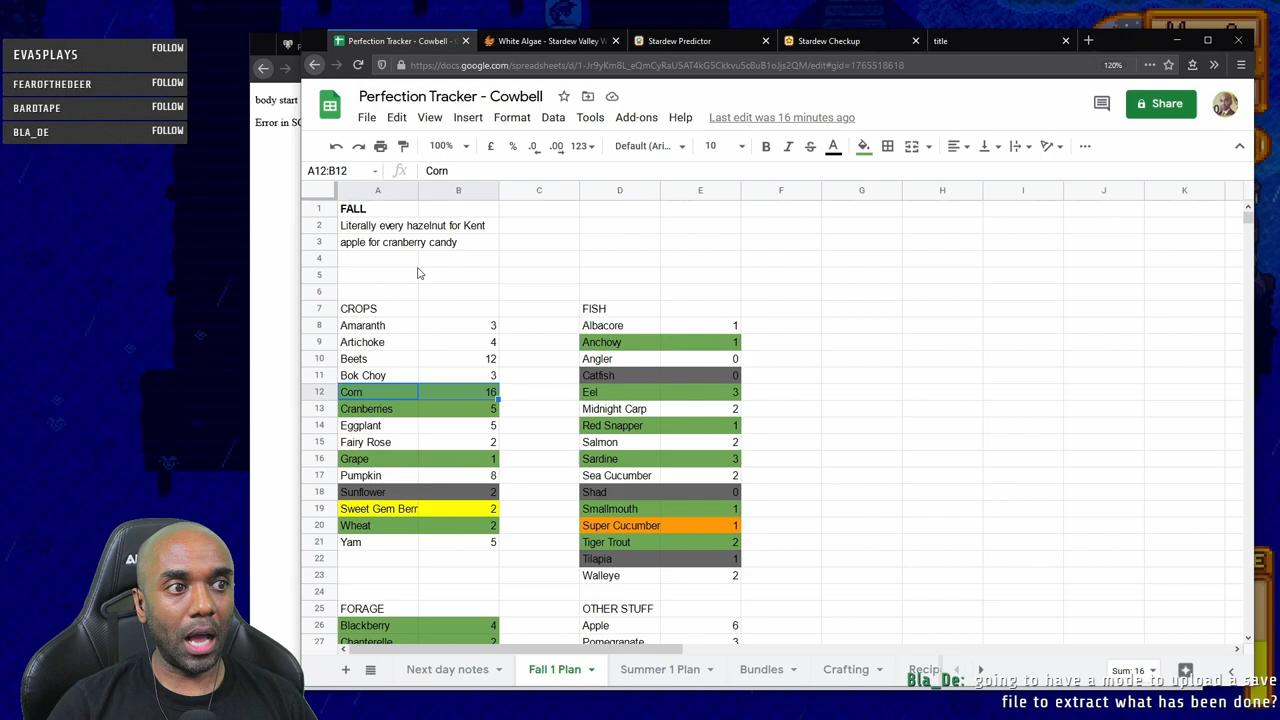 EVA5PLAYS FOLLOW
FEAROFTHEDEER FOLLOW
BARDTAPE FOLLOW
BLA_DE FOLLOW
Perfection Tracker - Cowbell -
White Algae - Stardew Valley W
Stardew Predictor
Stardew Checkup
title
https://docs.google.com/spreadsheets/d/1-Jr9yKm8L_eQmCyRaUSAT4kGSCkkvu5c8uB1oJjs2QM/edit#gid=1765518618
120%
body start
Error in SC
Perfection Tracker - Cowbell
Share
File Edit View Insert Format Data Tools Add-ons Help Last edit was 16 minutes ago
100% £ % .0 .00 123 Default (Ari... 10 B I S A
A12:B12 fx Corn
A B C D E F G H I J K
1 FALL
2 Literally every hazelnut for Kent
3 apple for cranberry candy
4
5
6
7 CROPS FISH
8 Amaranth 3 Albacore 1
9 Artichoke 4 Anchovy 1
10 Beets 12 Angler 0
11 Bok Choy 3 Catfish 0
12 Corn 16 Eel 3
13 Cranberries 5 Midnight Carp 2
14 Eggplant 5 Red Snapper 1
15 Fairy Rose 2 Salmon 2
16 Grape 1 Sardine 3
17 Pumpkin 8 Sea Cucumber 2
18 Sunflower 2 Shad 0
19 Sweet Gem Berr 2 Smallmouth 1
20 Wheat 2 Super Cucumber 1
21 Yam 5 Tiger Trout 2
22 Tilapia 1
23 Walleye 2
24
25 FORAGE OTHER STUFF
26 Blackberry 4 Apple 6
27 Chanterelle 2 Pomegranate 3
Next day notes Fall 1 Plan Summer 1 Plan Bundles Crafting Recip Sum: 16
Bla_De: going to have a mode to upload a save
file to extract what has been done?